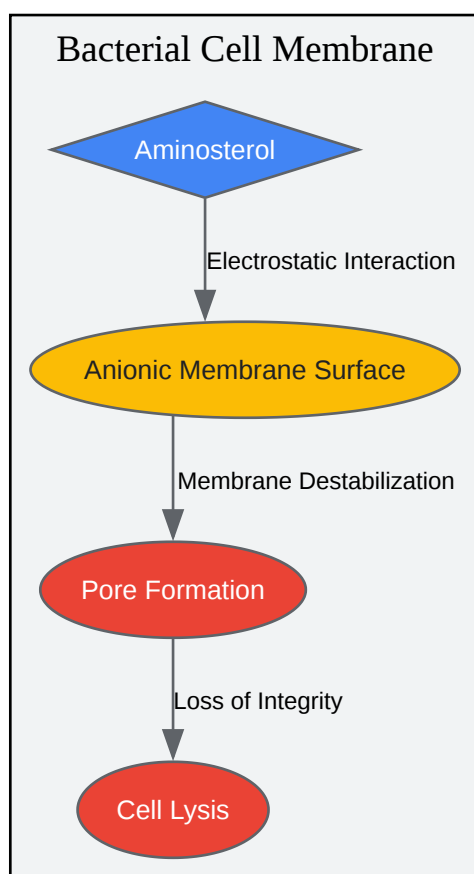 Bacterial Cell Membrane
Aminosterol
Electrostatic Interaction
Anionic Membrane Surface
Membrane Destabilization
Pore Formation
Loss of Integrity
Cell Lysis